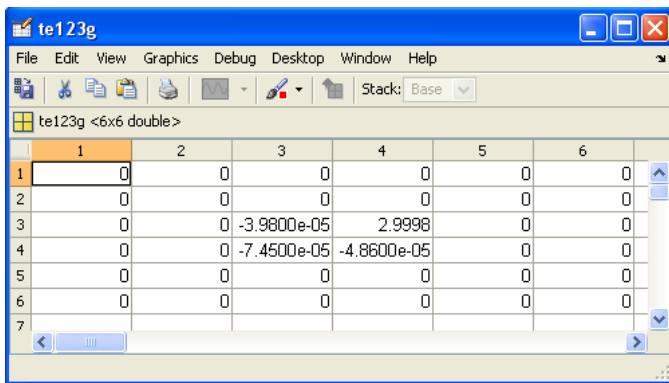 te123g
File Edit View Graphics Debug Desktop Window Help
Stack: Base
te123g <6x6 double>
1 2 3 4 5 6
1 0 0 0 0 0 0
2 0 0 0 0 0 0
3 0 0 -3.9800e-05 2.9998 0 0
4 0 0 -7.4500e-05 -4.8600e-05 0 0
5 0 0 0 0 0 0
6 0 0 0 0 0 0
7